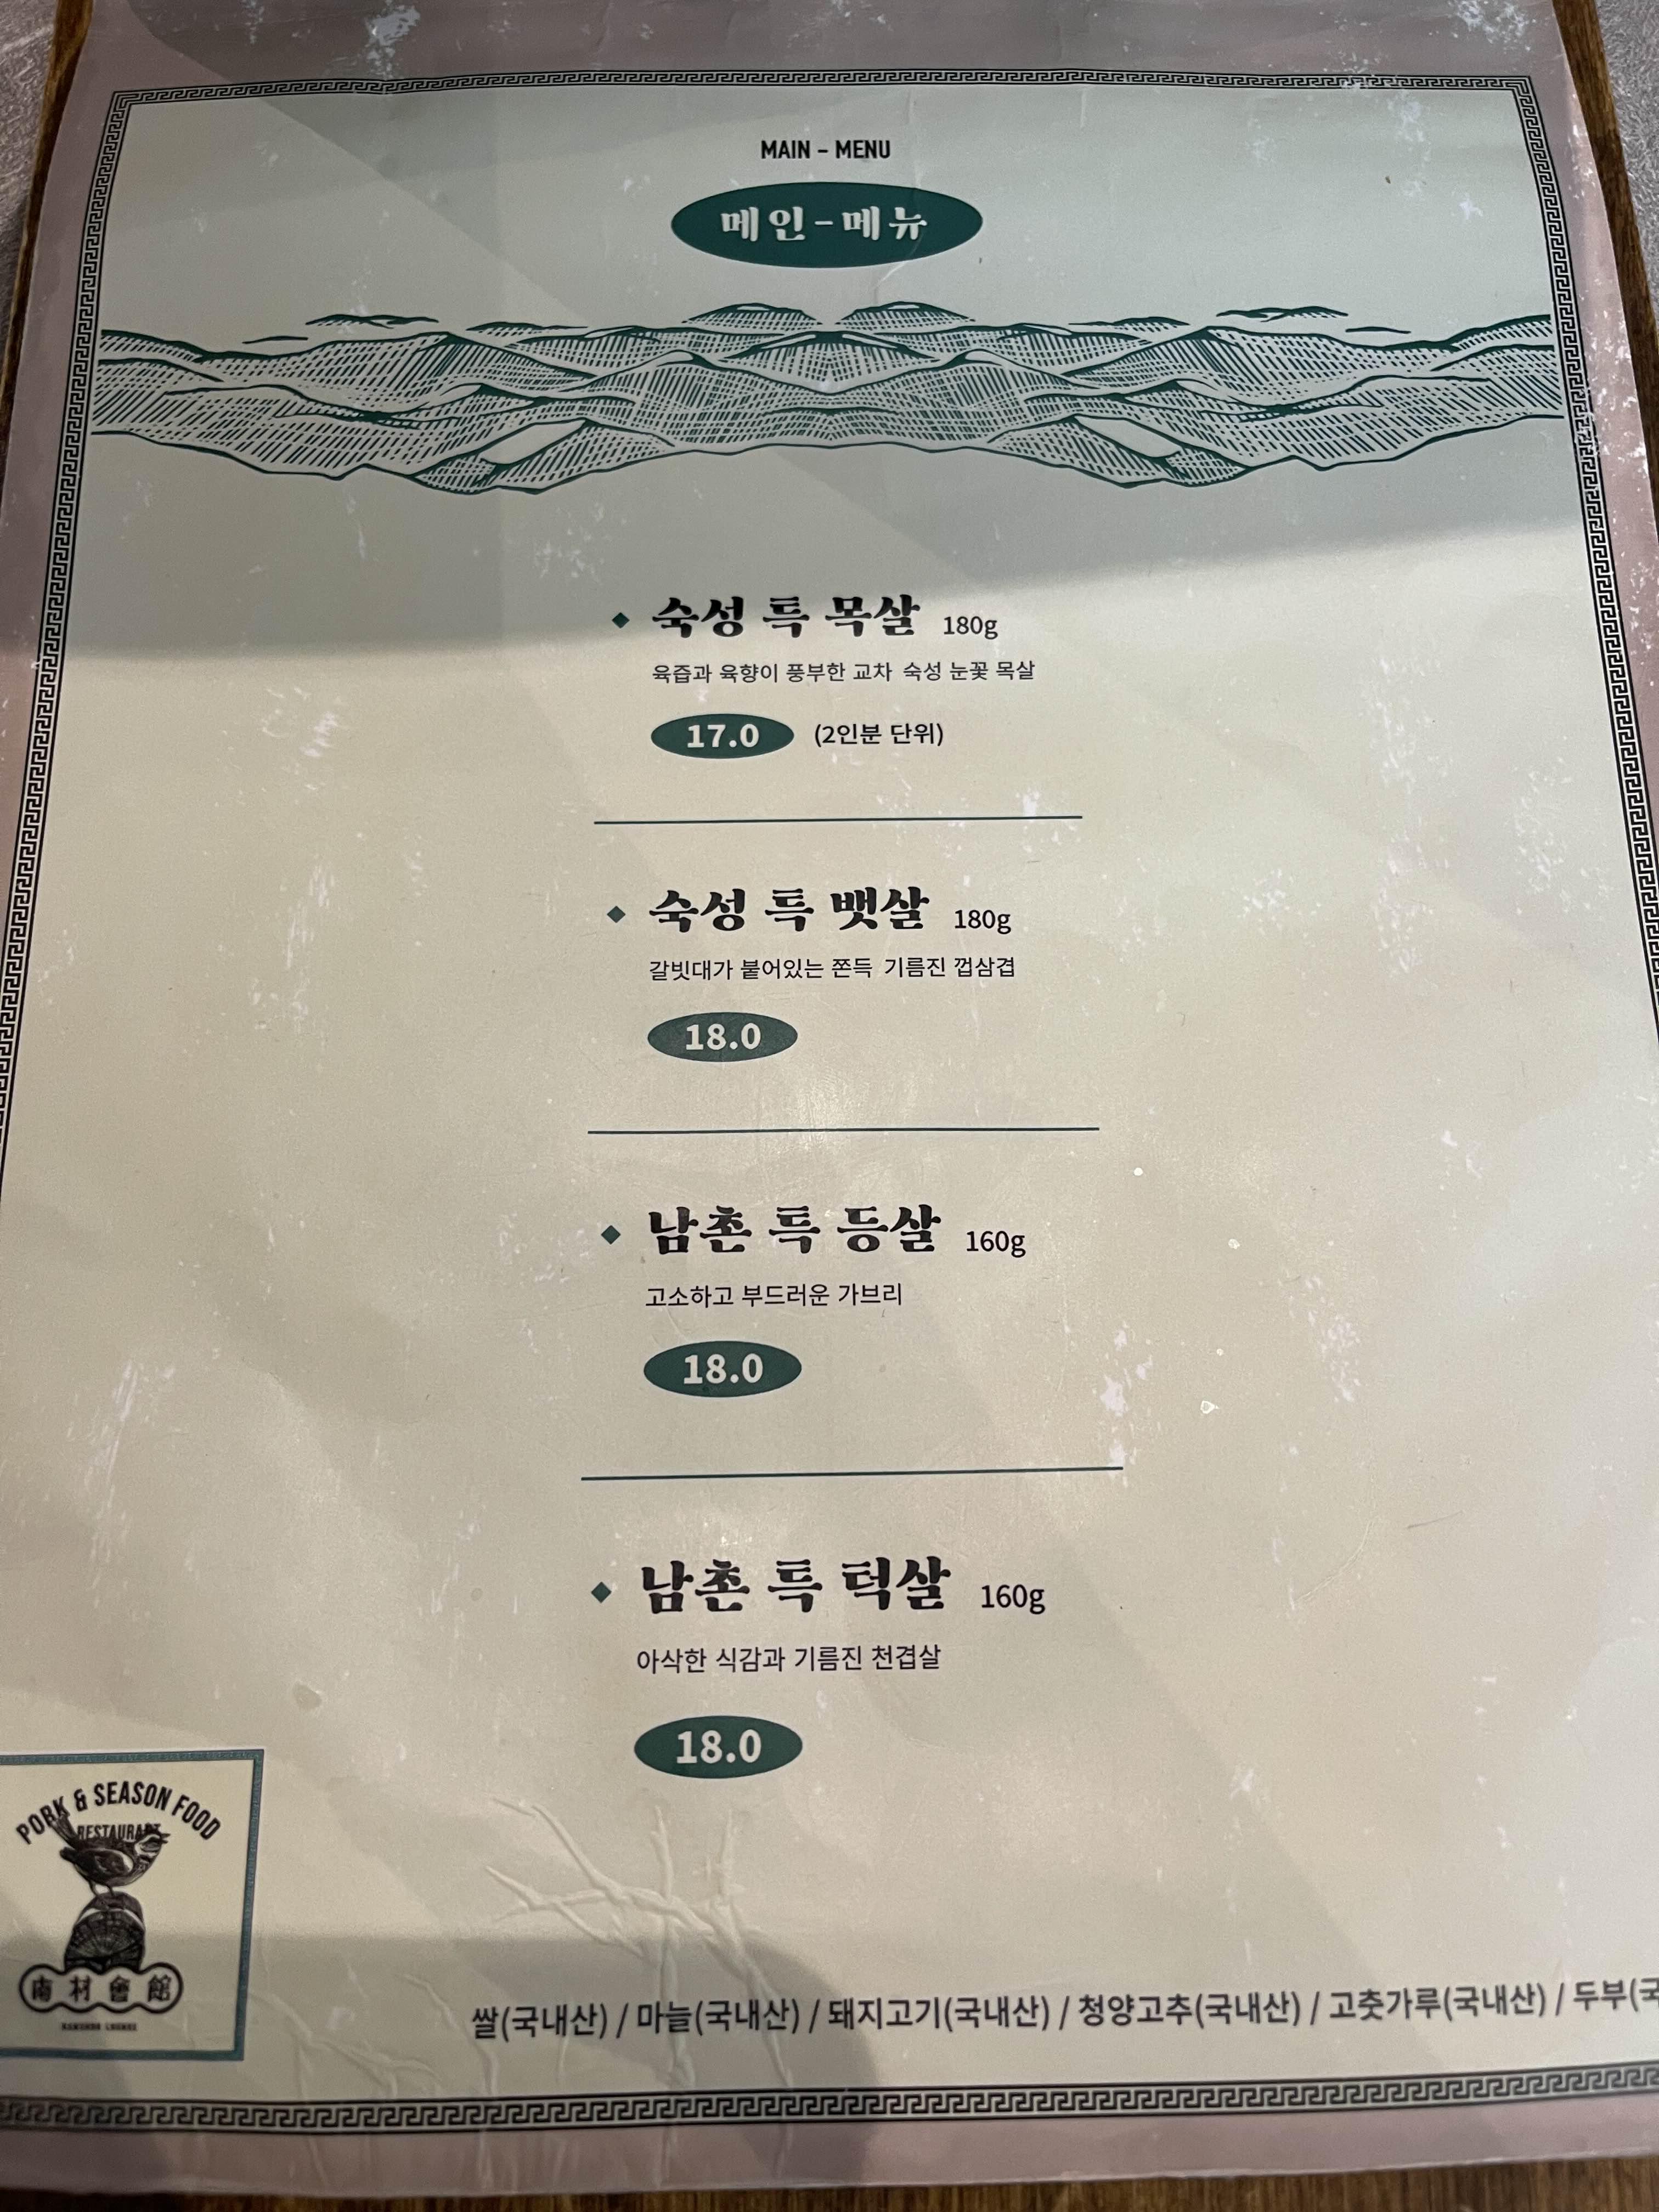 MAIN - MENU
메인-메뉴
숙성 특 목살 180g
육즙과 육향이 풍부한 교차 숙성 눈꽃 목살
17.0 (2인분 단위)
숙성 특 뱃살 180g
갈빗대가 붙어있는 쫀득 기름진 껍삼겹
18.0
남촌 특 등살 160g
고소하고 부드러운 가브리
18.0
남촌 특 턱살 160g
아삭한 식감과 기름진 천겹살
18.0
PORK & SEASON FOOD
RESTAURANT
南村會館
쌀(국내산) / 마늘(국내산) / 돼지고기(국내산) / 청양고추(국내산) / 고춧가루(국내산) / 두부(국